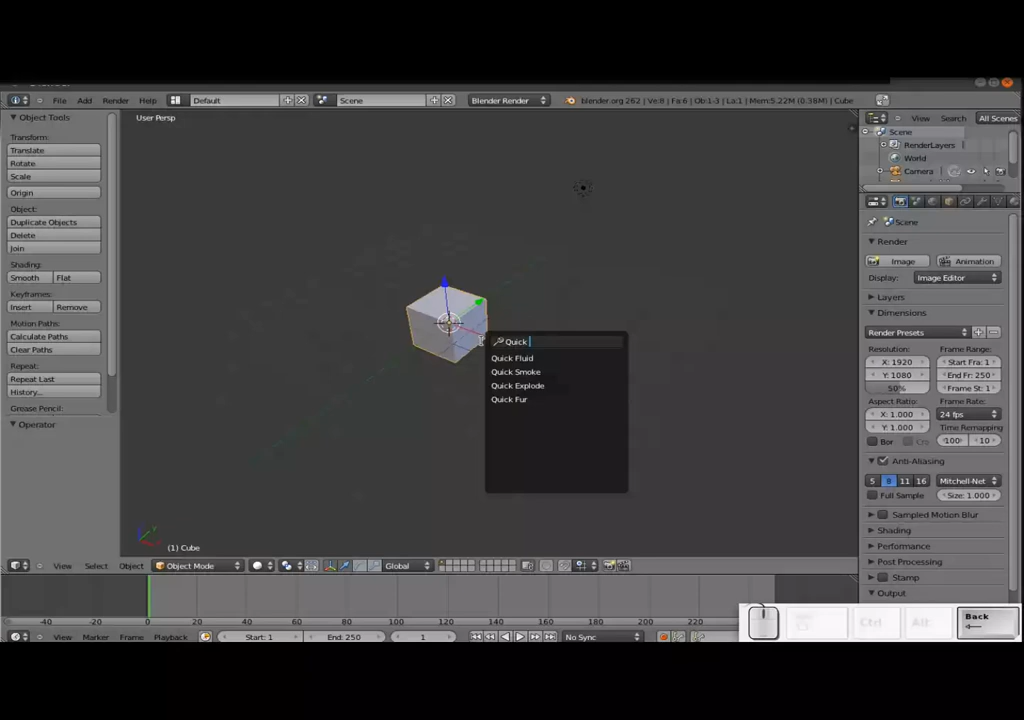 File Add Render Help Default Scene Blender Render blender.org 262 | Ve:8 | Fa:6 | Ob:1-3 | La:1 | Mem:5.22M (0.38M) | Cube
Object Tools
Transform:
Translate
Rotate
Scale
Origin
Object:
Duplicate Objects
Delete
Join
Shading:
Smooth Flat
Keyframes:
Insert Remove
Motion Paths:
Calculate Paths
Clear Paths
Repeat:
Repeat Last
History...
Grease Pencil:
Operator
User Persp
Quick
Quick Fluid
Quick Smoke
Quick Explode
Quick Fur
(1) Cube
View Search All Scenes
Scene
RenderLayers
World
Camera
Scene
Render
Image Animation
Display: Image Editor
Layers
Dimensions
Render Presets
Resolution: Frame Range:
X: 1920 Start Fra: 1
Y: 1080 End Fr: 250
50% Frame St: 1
Aspect Ratio: Frame Rate:
X: 1.000 24 fps
Y: 1.000 Time Remapping
Bor Cro 100 10
Anti-Aliasing
5 8 11 16 Mitchell-Net
Full Sample Size: 1.000
Sampled Motion Blur
Shading
Performance
Post Processing
Stamp
Output
View Select Object Object Mode Global
-40 -20 0 20 40 60 80 100 120 140 160 180 200 220
View Marker Frame Playback Start: 1 End: 250 1 No Sync
Ctrl Alt Back